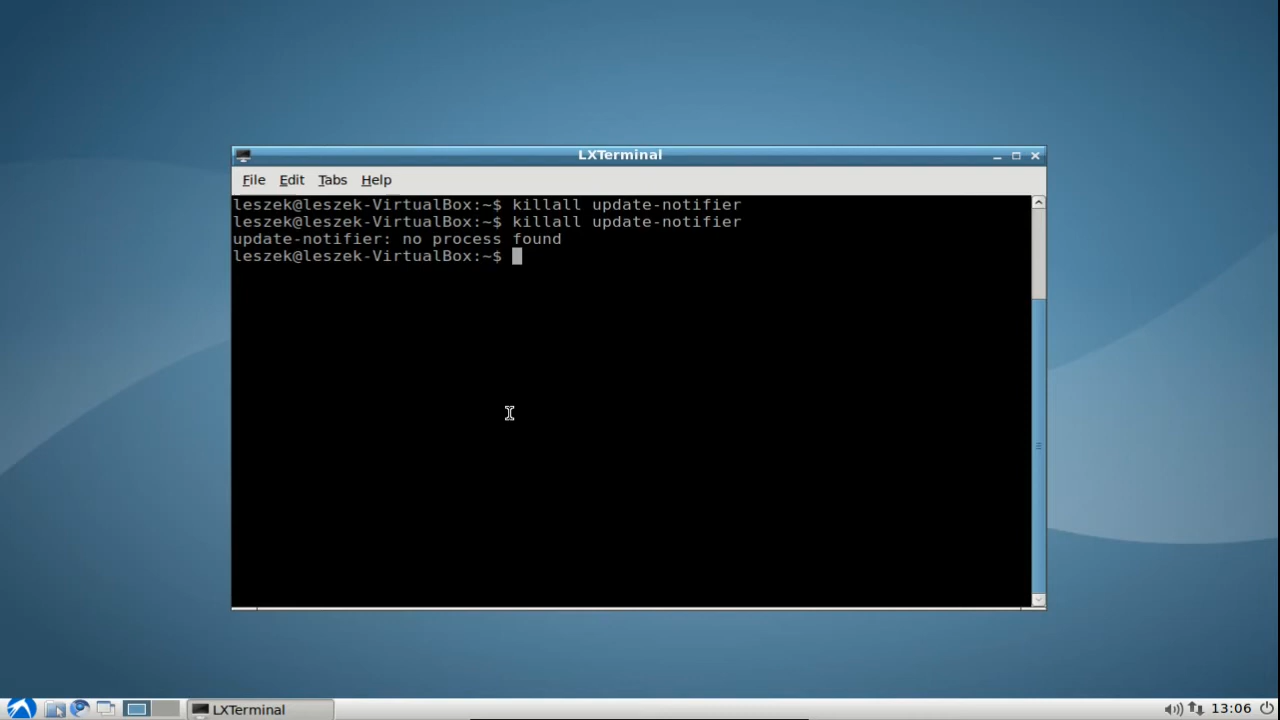 LXTerminal
File Edit Tabs Help
leszek@leszek-VirtualBox:~$ killall update-notifier
leszek@leszek-VirtualBox:~$ killall update-notifier
update-notifier: no process found
leszek@leszek-VirtualBox:~$
LXTerminal 13:06